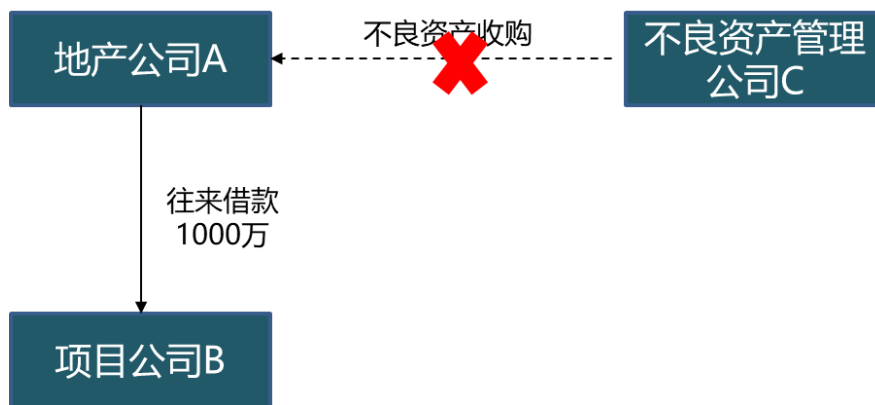 地产公司A
不良资产收购
不良资产管理
公司C
往来借款
1000万
项目公司B